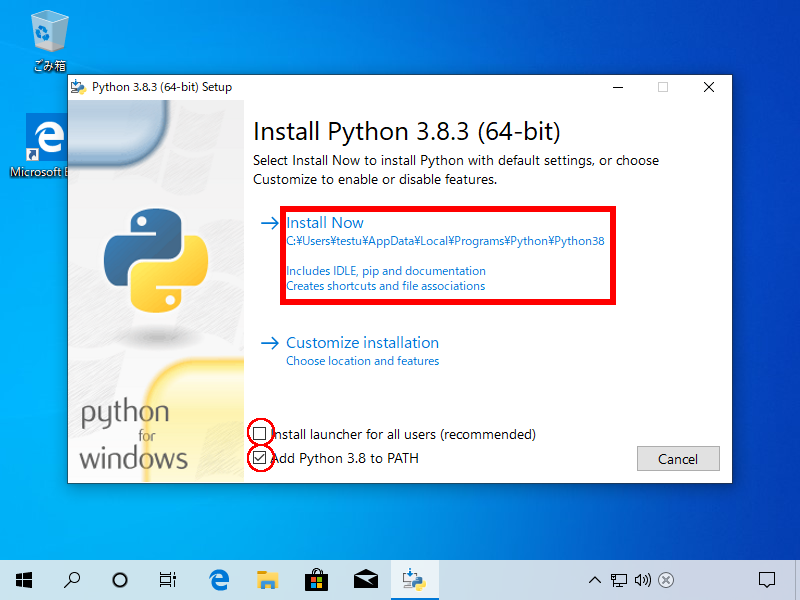 ごみ箱
Microsoft E
Python 3.8.3 (64-bit) Setup
Install Python 3.8.3 (64-bit)
Select Install Now to install Python with default settings, or choose
Customize to enable or disable features.
Install Now
C:¥Users¥testu¥AppData¥Local¥Programs¥Python¥Python38
Includes IDLE, pip and documentation
Creates shortcuts and file associations
Customize installation
Choose location and features
python
for
windows
Install launcher for all users (recommended)
Add Python 3.8 to PATH
Cancel